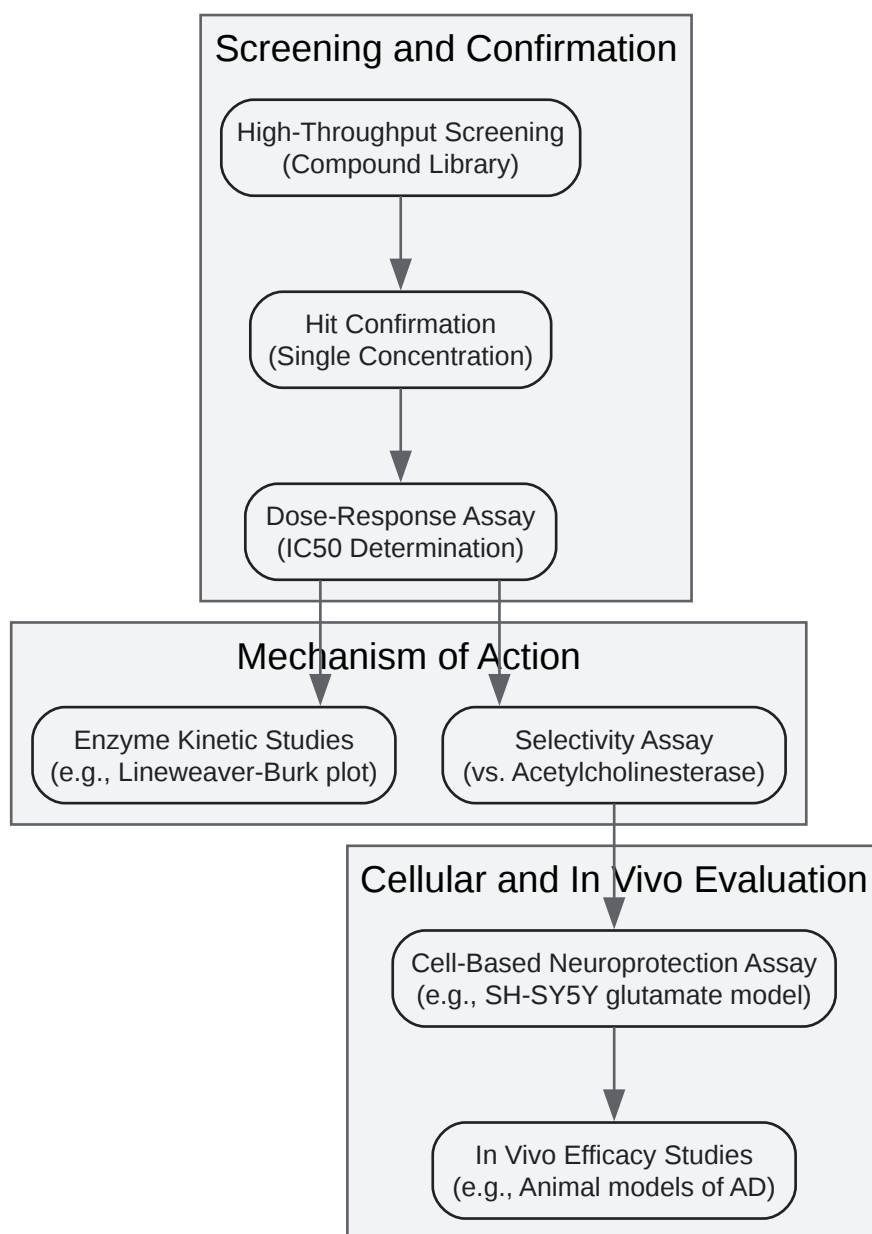 Screening and Confirmation
High-Throughput Screening
(Compound Library)
Hit Confirmation
(Single Concentration)
Dose-Response Assay
(IC50 Determination)
Mechanism of Action
Enzyme Kinetic Studies
(e.g., Lineweaver-Burk plot)
Selectivity Assay
(vs. Acetylcholinesterase)
Cellular and In Vivo Evaluation
Cell-Based Neuroprotection Assay
(e.g., SH-SY5Y glutamate model)
In Vivo Efficacy Studies
(e.g., Animal models of AD)